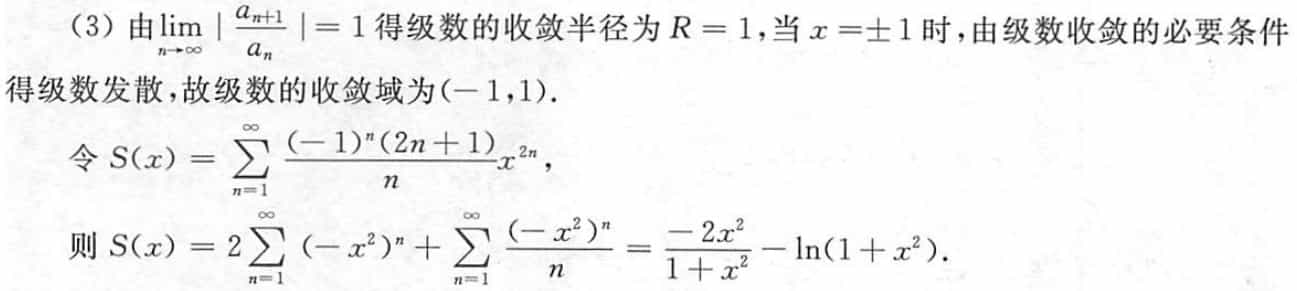 (3) 由 $\lim\limits_{n\to\infty} \left| \frac{a_{n+1}}{a_n} \right| = 1$ 得级数的收敛半径为 $R = 1$,当 $x = \pm 1$ 时,由级数收敛的必要条件
得级数发散,故级数的收敛域为$(-1,1)$.
令 $S(x) = \sum\limits_{n=1}^{\infty} \frac{(-1)^n(2n+1)}{n} x^{2n}$,
则 $S(x) = 2\sum\limits_{n=1}^{\infty} (-x^2)^n + \sum\limits_{n=1}^{\infty} \frac{(-x^2)^n}{n} = \frac{-2x^2}{1+x^2} - \ln(1+x^2)$.